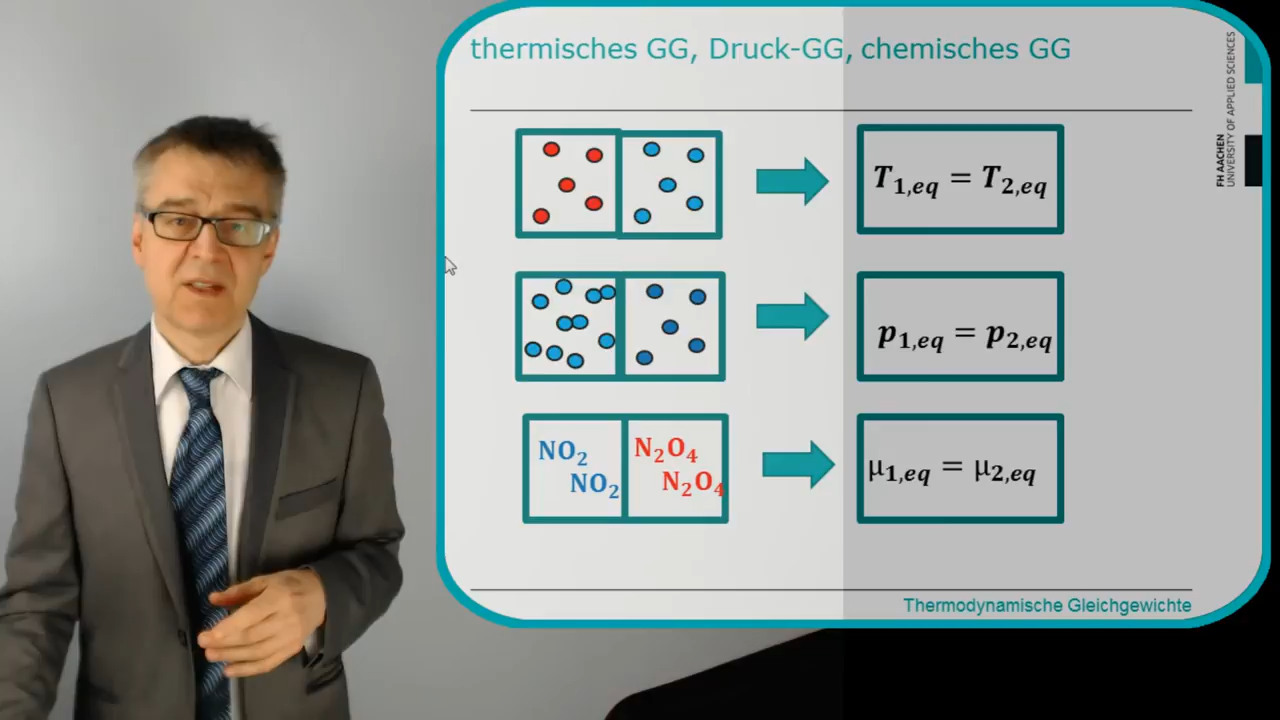 thermisches GG, Druck-GG, chemisches GG
T1,eq = T2,eq
p1,eq = p2,eq
NO2
NO2
N2O4
N2O4
μ1,eq = μ2,eq
Thermodynamische Gleichgewichte
FH AACHEN
UNIVERSITY OF APPLIED SCIENCES